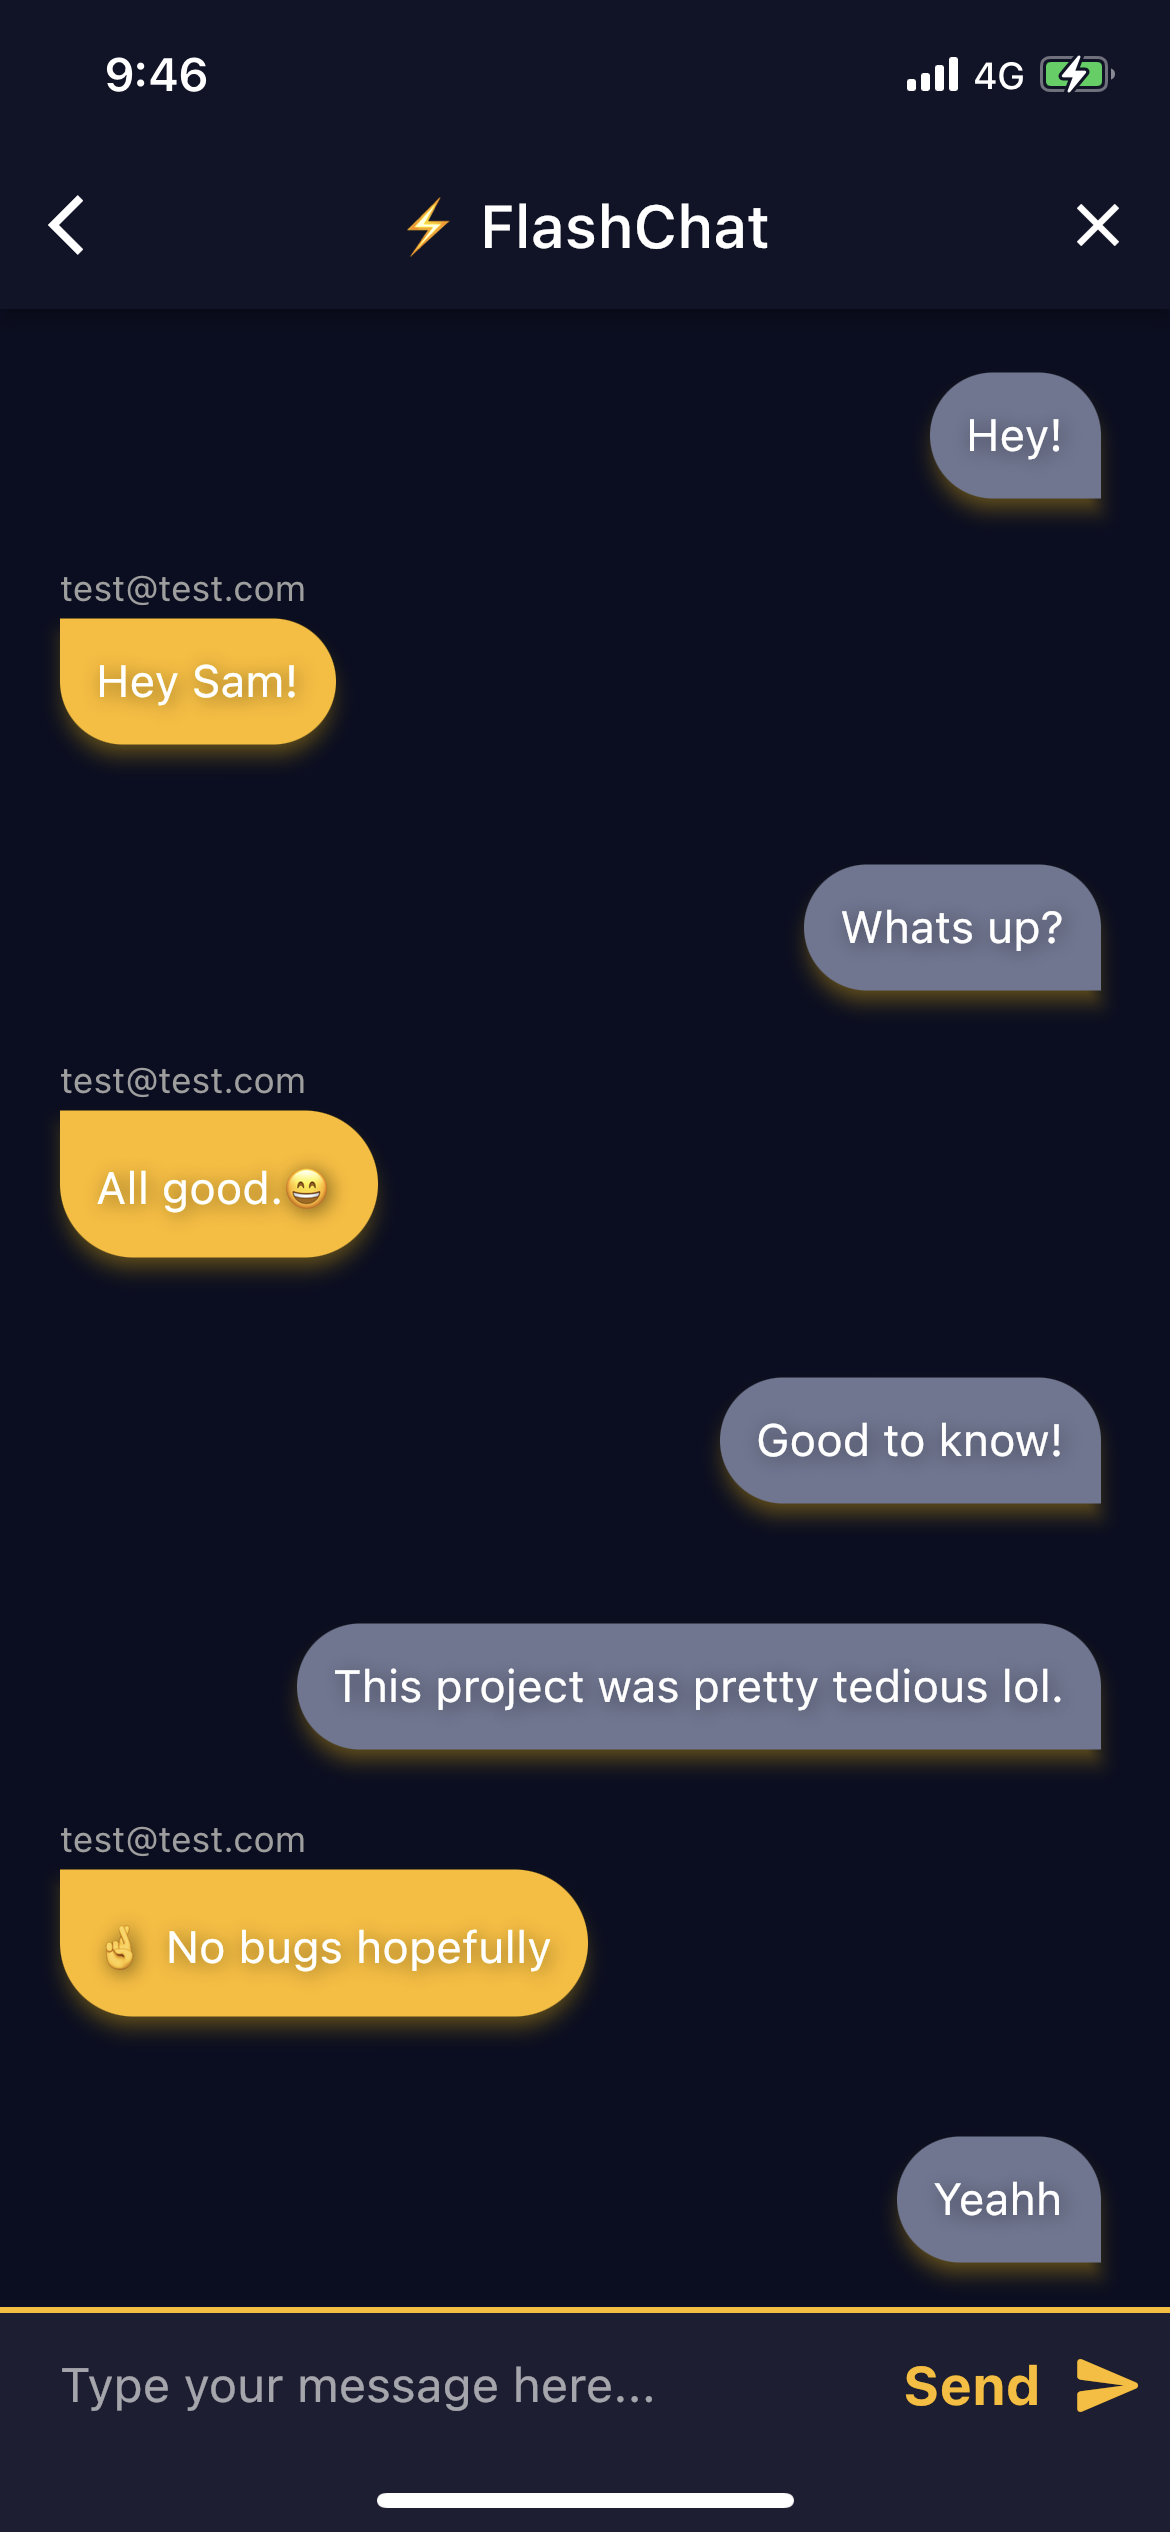 9:46
4G
⚡ FlashChat
Hey!
test@test.com
Hey Sam!
Whats up?
test@test.com
All good.😄
Good to know!
This project was pretty tedious lol.
test@test.com
🤞 No bugs hopefully
Yeahh
Type your message here...
Send